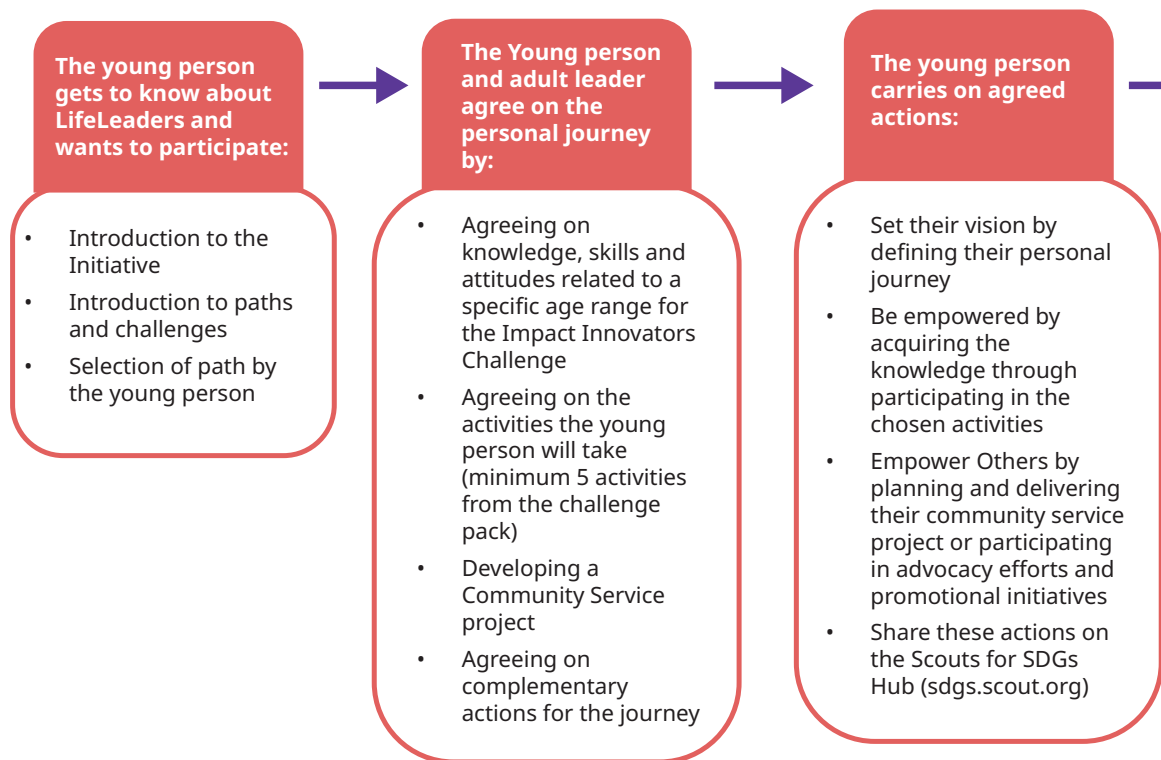 The young person
gets to know about
LifeLeaders and
wants to participate:
• Introduction to the
Initiative
• Introduction to paths
and challenges
• Selection of path by
the young person
The Young person
and adult leader
agree on the
personal journey
by:
• Agreeing on
knowledge, skills and
attitudes related to a
specific age range for
the Impact Innovators
Challenge
• Agreeing on the
activities the young
person will take
(minimum 5 activities
from the challenge
pack)
• Developing a
Community Service
project
• Agreeing on
complementary
actions for the journey
The young person
carries on agreed
actions:
• Set their vision by
defining their personal
journey
• Be empowered by
acquiring the
knowledge through
participating in the
chosen activities
• Empower Others by
planning and delivering
their community service
project or participating
in advocacy efforts and
promotional initiatives
• Share these actions on
the Scouts for SDGs
Hub (sdgs.scout.org)